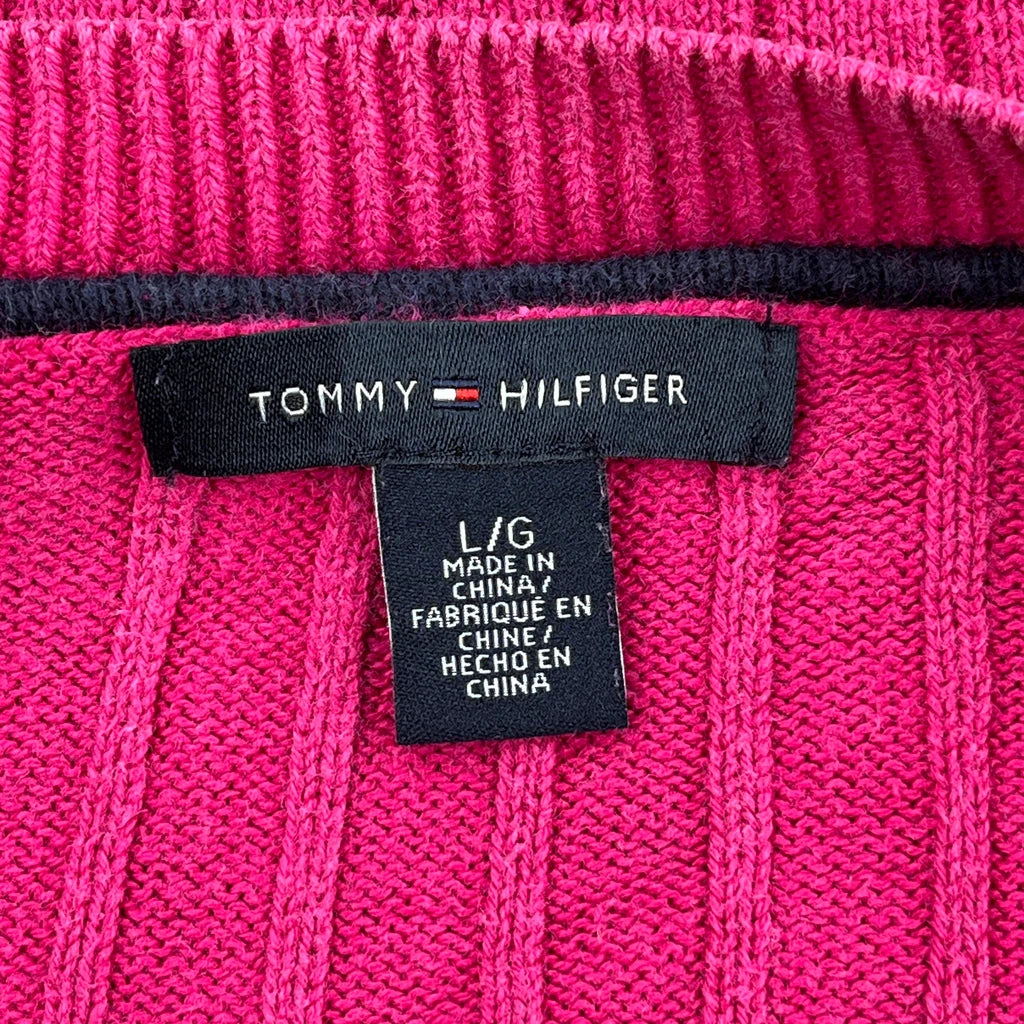 TOMMY HILFIGER
L/G
MADE IN
CHINA/
FABRIQUÉ EN
CHINE/
HECHO EN
CHINA